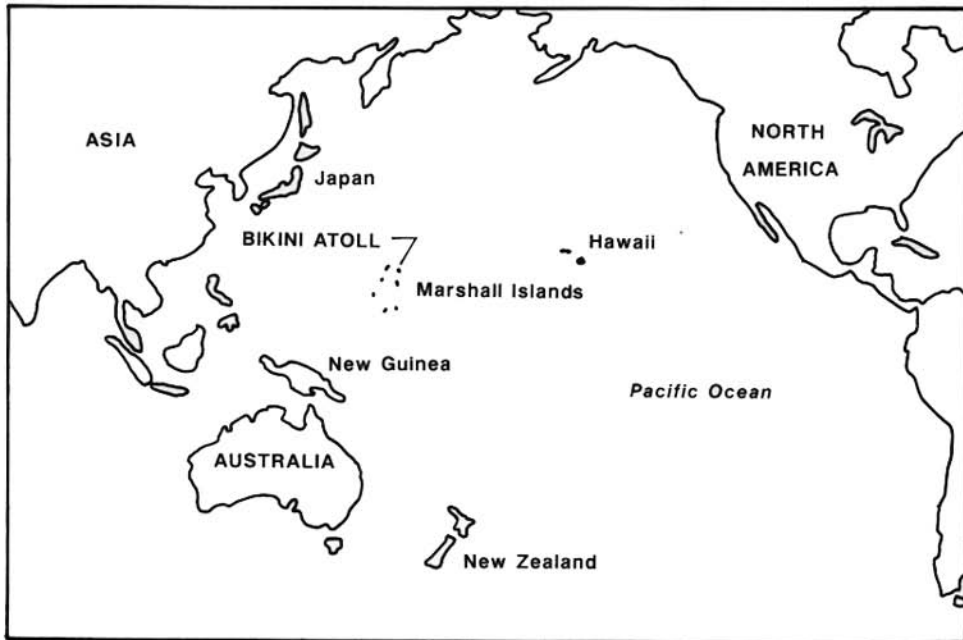 ASIA
NORTH
AMERICA
Japan
BIKINI ATOLL
Hawaii
Marshall Islands
New Guinea
Pacific Ocean
AUSTRALIA
New Zealand